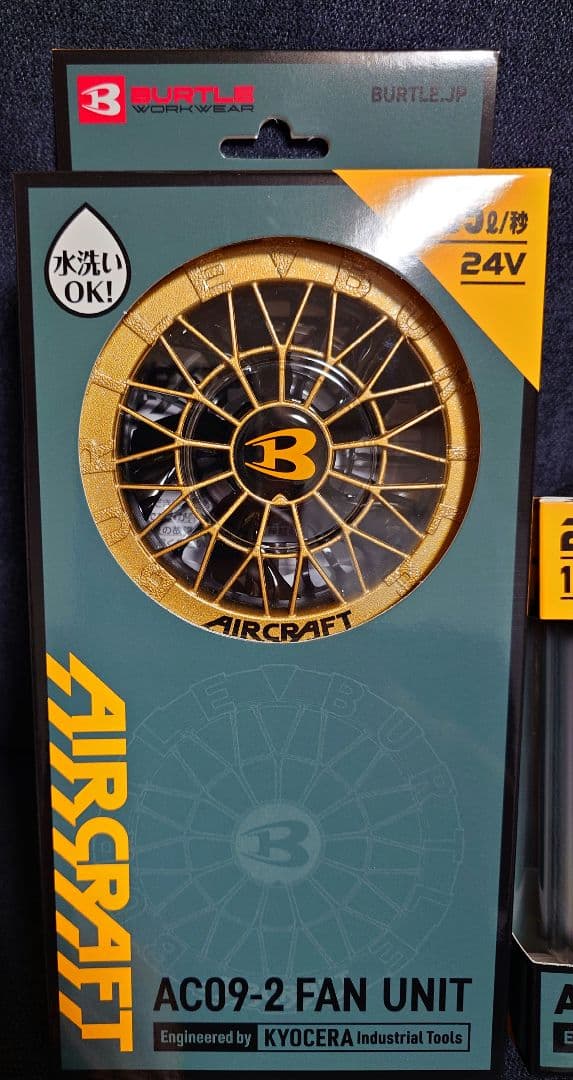 BURTLE
WORKWEAR
BURTLE.JP
水洗い
OK!
ℓ/秒
24V
AIRCRAFT
AIRCRAFT
AC09-2 FAN UNIT
Engineered by KYOCERA Industrial Tools